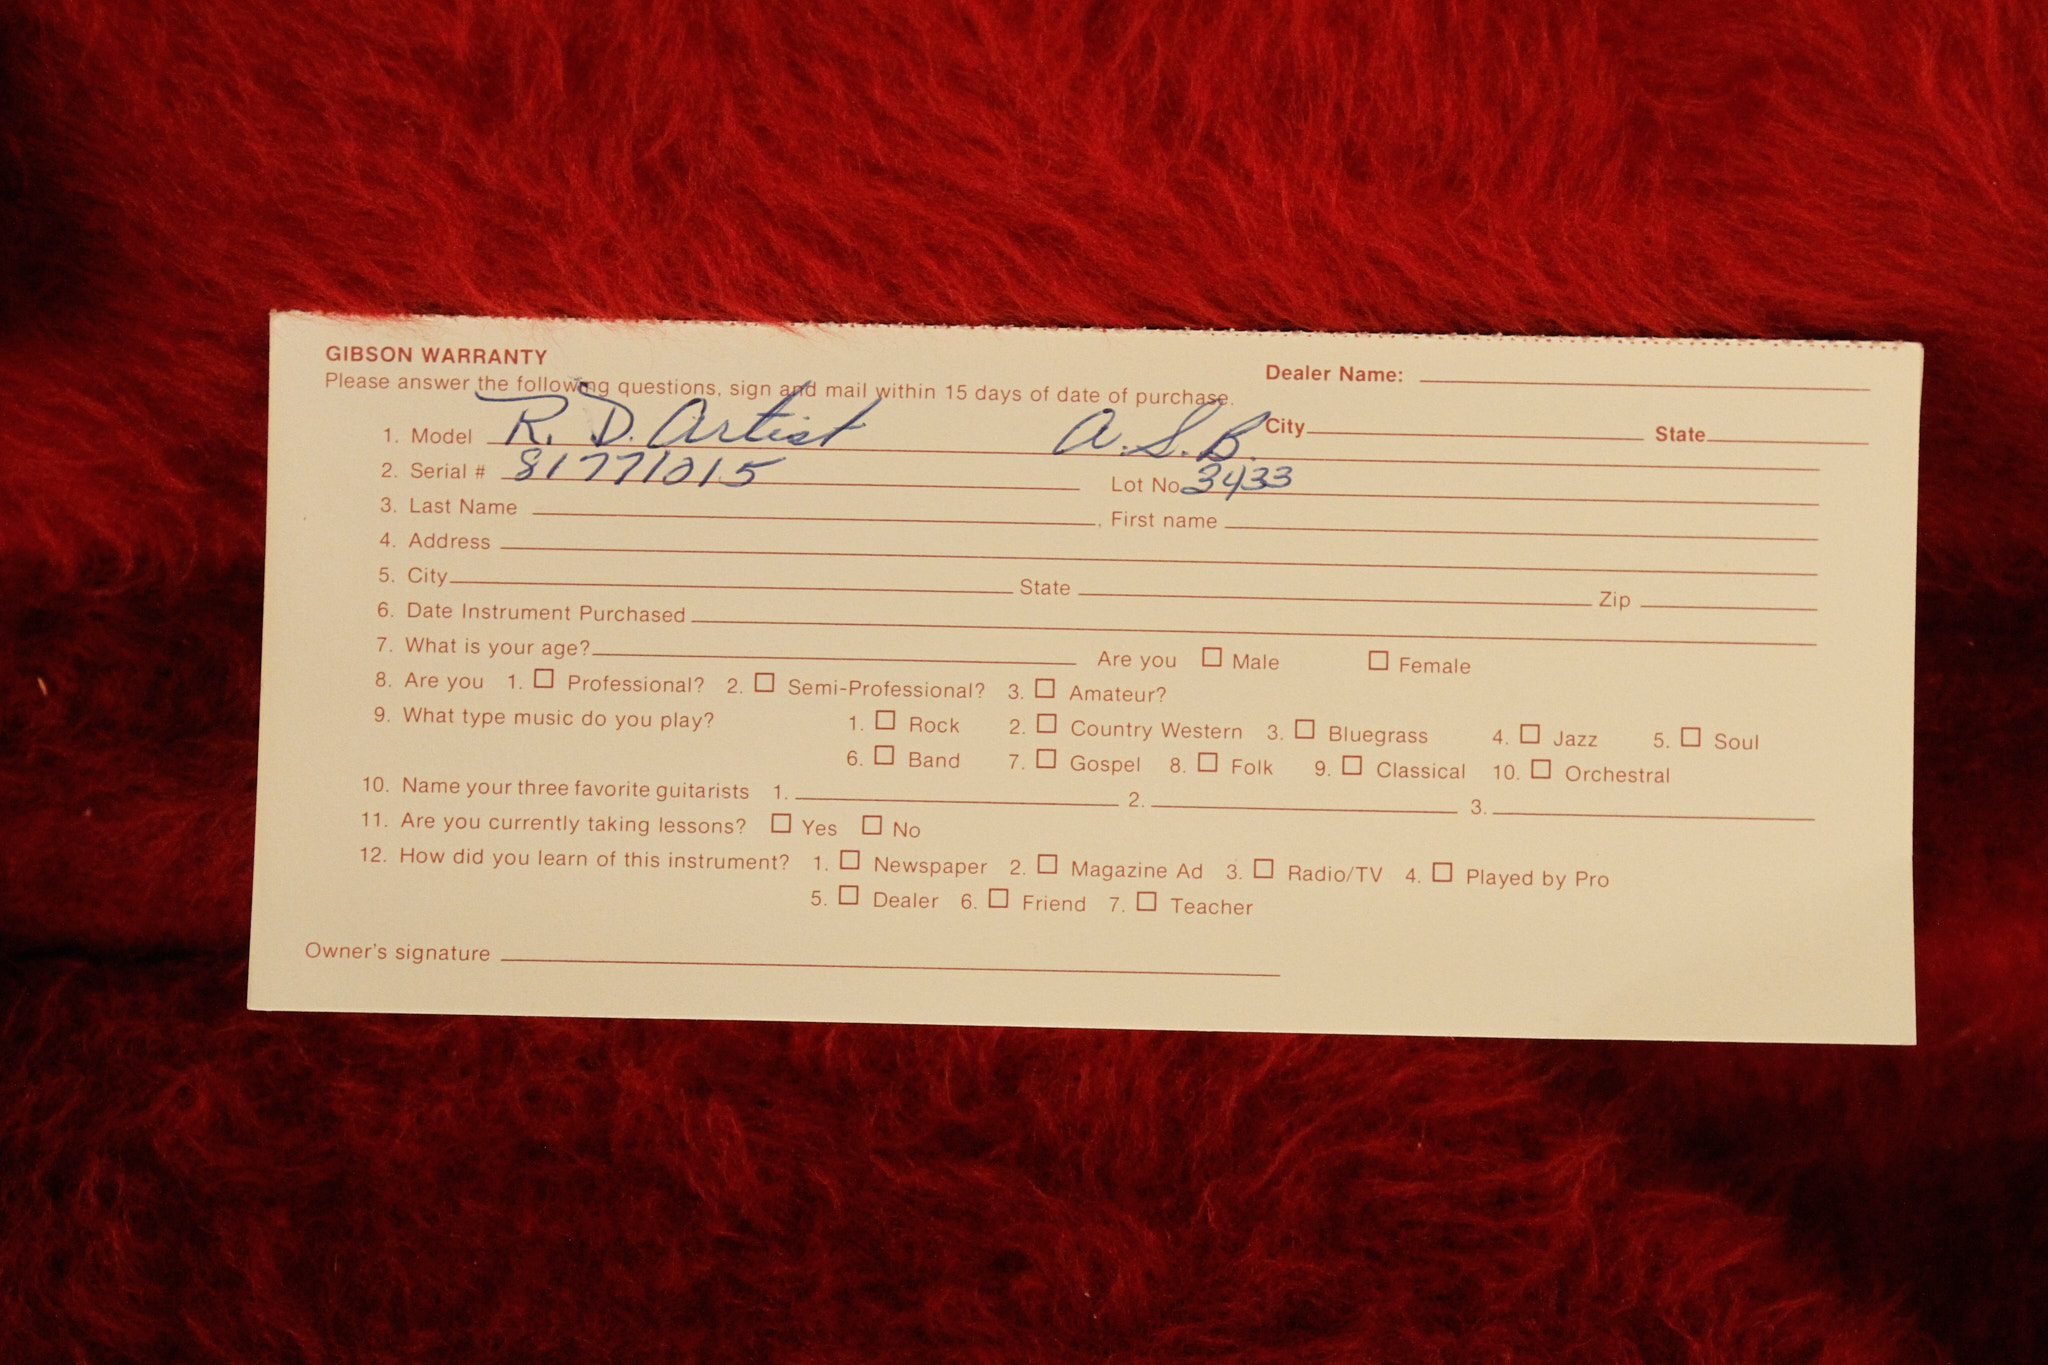 GIBSON WARRANTY
Please answer the following questions, sign and mail within 15 days of date of purchase.
Dealer Name:
City State
1. Model R. D. Artist A.S.B.
2. Serial # 81771015 Lot No. 3433
3. Last Name , First name
4. Address
5. City State Zip
6. Date Instrument Purchased
7. What is your age? Are you Male Female
8. Are you 1. Professional? 2. Semi-Professional? 3. Amateur?
9. What type music do you play? 1. Rock 2. Country Western 3. Bluegrass 4. Jazz 5. Soul
6. Band 7. Gospel 8. Folk 9. Classical 10. Orchestral
10. Name your three favorite guitarists 1. 2. 3.
11. Are you currently taking lessons? Yes No
12. How did you learn of this instrument? 1. Newspaper 2. Magazine Ad 3. Radio/TV 4. Played by Pro
5. Dealer 6. Friend 7. Teacher
Owner's signature